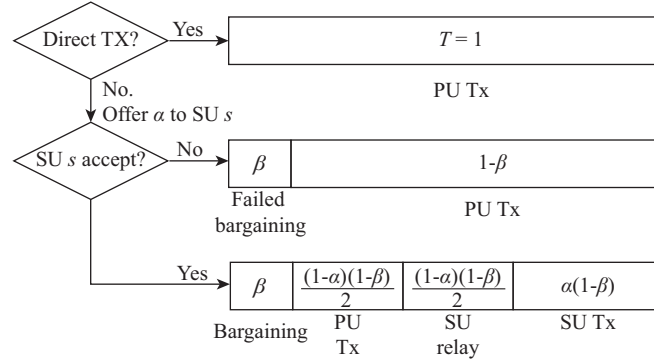 Direct TX?
Yes
T = 1
PU Tx
No.
Offer α to SU s
SU s accept?
No
β
1-β
Failed
bargaining
PU Tx
Yes
β
(1-α)(1-β)
2
(1-α)(1-β)
2
α(1-β)
Bargaining
PU
Tx
SU
relay
SU Tx